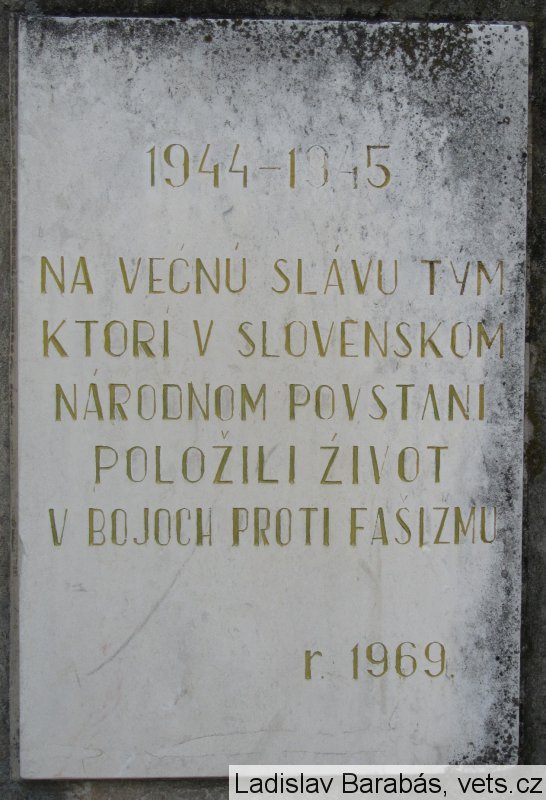 1944-1945
NA VEČNÚ SLÁVU TÝM
KTORÍ V SLOVENSKOM
NÁRODNOM POVSTANÍ
POLOŽILI ŽIVOT
V BOJOCH PROTI FAŠIZMU
r. 1969.
Ladislav Barabás, vets.cz